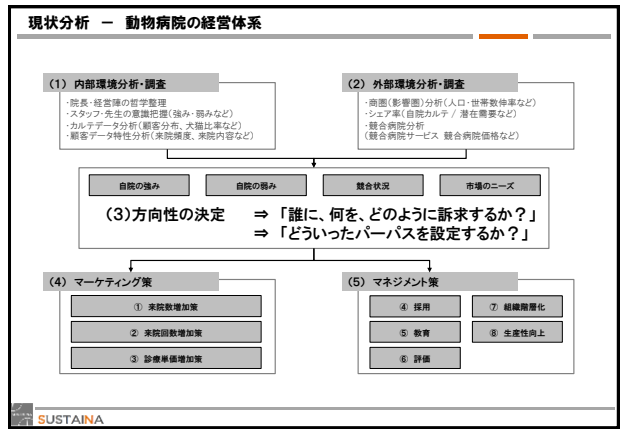 現状分析 － 動物病院の経営体系
（1） 内部環境分析・調査
・院長・経営陣の哲学整理
・スタッフ・先生の意識把握（強み・弱みなど）
・カルテデータ分析（顧客分布、犬猫比率など）
・顧客データ特性分析（来院頻度、来院内容など）
（2） 外部環境分析・調査
・商圏（影響圏）分析（人口・世帯数伸率など）
・シェア率（自院カルテ / 潜在需要など）
・競合病院分析
（競合病院サービス 競合病院価格など）
自院の強み
自院の弱み
競合状況
市場のニーズ
（3）方向性の決定 ⇒ 「誰に、何を、どのように訴求するか？」
⇒ 「どういったパーパスを設定するか？」
（4） マーケティング策
① 来院数増加策
② 来院回数増加策
③ 診療単価増加策
（5） マネジメント策
④ 採用
⑤ 教育
⑥ 評価
⑦ 組織階層化
⑧ 生産性向上
SUSTAINA